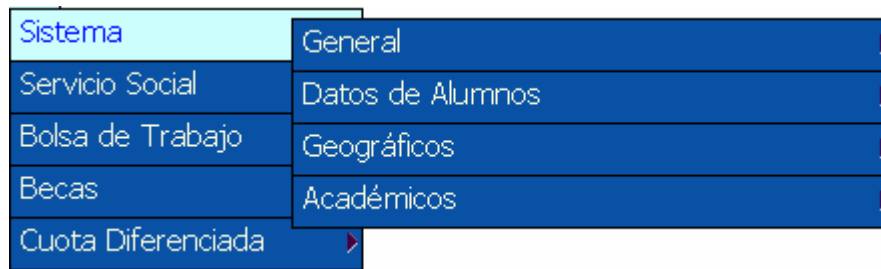 Sistema
Servicio Social
Bolsa de Trabajo
Becas
Cuota Diferenciada
General
Datos de Alumnos
Geográficos
Académicos